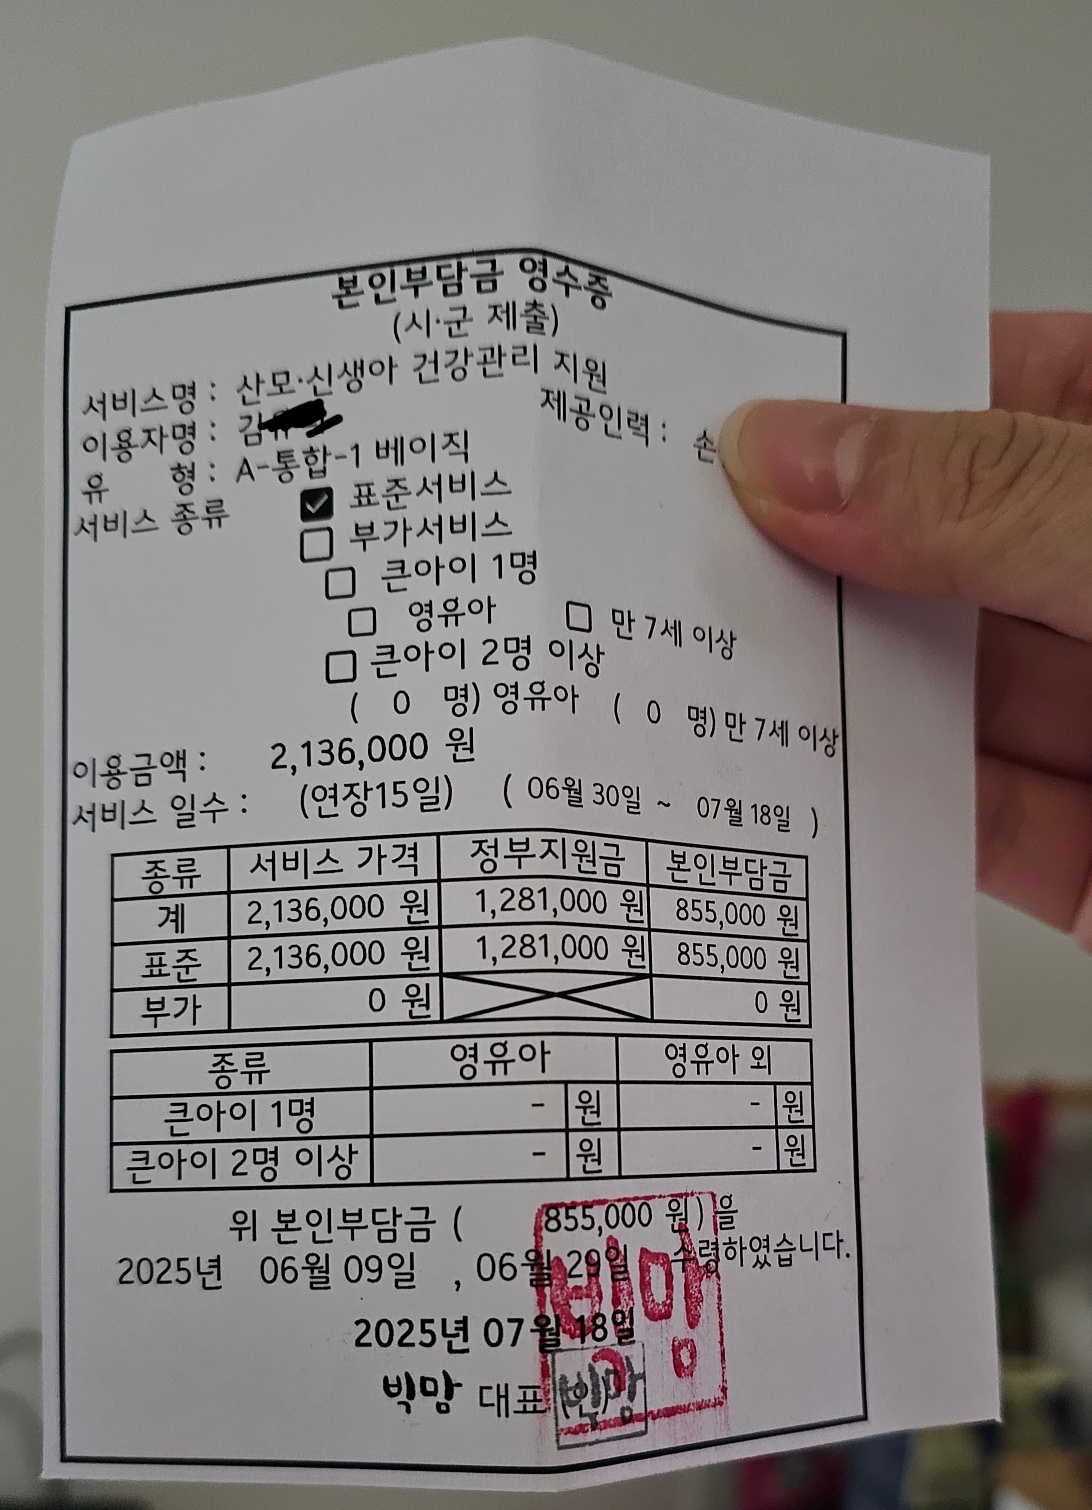 본인부담금 영수증
(시·군 제출)
서비스명 : 산모·신생아 건강관리 지원
이용자명 : 김 제공인력 : 손
유 형 : A-통합-1 베이직
서비스 종류 표준서비스
부가서비스
큰아이 1명
영유아 만 7세 이상
큰아이 2명 이상
( 0 명) 영유아 ( 0 명) 만 7세 이상
이용금액 : 2,136,000 원
서비스 일수 : (연장15일) ( 06월 30일 ~ 07월 18일 )
종류 서비스 가격 정부지원금 본인부담금
계 2,136,000 원 1,281,000 원 855,000 원
표준 2,136,000 원 1,281,000 원 855,000 원
부가 0 원 0 원
종류 영유아 영유아 외
큰아이 1명 - 원 - 원
큰아이 2명 이상 - 원 - 원
위 본인부담금 ( 855,000 원 ) 을
2025년 06월 09일 , 06월 29일 수령하였습니다.
2025년 07월 18일
빅맘 대표 (인)